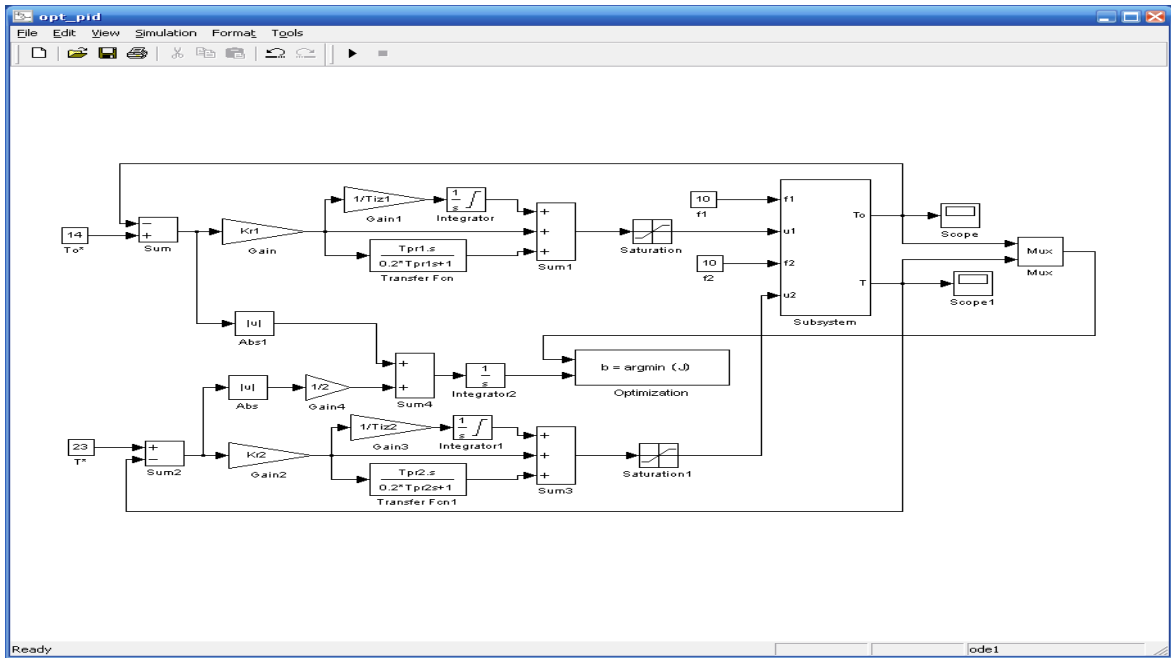 opt_pid
File Edit View Simulation Format Tools
1/Tiz1
Gain1
1
s
Integrator
10
f1
f1
To
Scope
14
To*
−
+
Sum
Kr1
Gain
Tpr1.s
0.2*Tpr1s+1
Transfer Fcn
+
+
+
Sum1
Saturation
u1
10
f2
f2
u2
T
Subsystem
Mux
Mux
Scope1
|u|
Abs1
|u|
Abs
1/2
Gain4
+
+
Sum4
1
s
Integrator2
b = argmin (J)
Optimization
23
T*
+
−
Sum2
Kr2
Gain2
1/Tiz2
Gain3
1
s
Integrator1
Tpr2.s
0.2*Tpr2s+1
Transfer Fcn1
+
+
+
Sum3
Saturation1
Ready
ode1